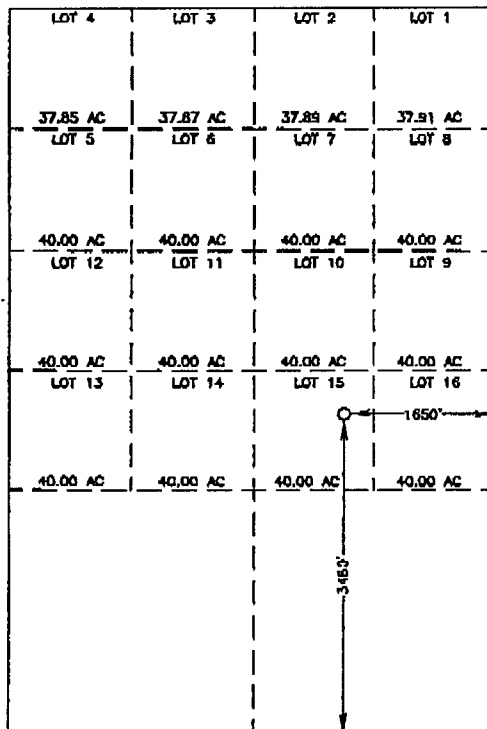 LOT 4 LOT 3 LOT 2 LOT 1
37.85 AC 37.87 AC 37.89 AC 37.91 AC
LOT 5 LOT 6 LOT 7 LOT 8
40.00 AC 40.00 AC 40.00 AC 40.00 AC
LOT 12 LOT 11 LOT 10 LOT 9
40.00 AC 40.00 AC 40.00 AC 40.00 AC
LOT 13 LOT 14 LOT 15 LOT 16
1650'
40.00 AC 40.00 AC 40.00 AC 40.00 AC